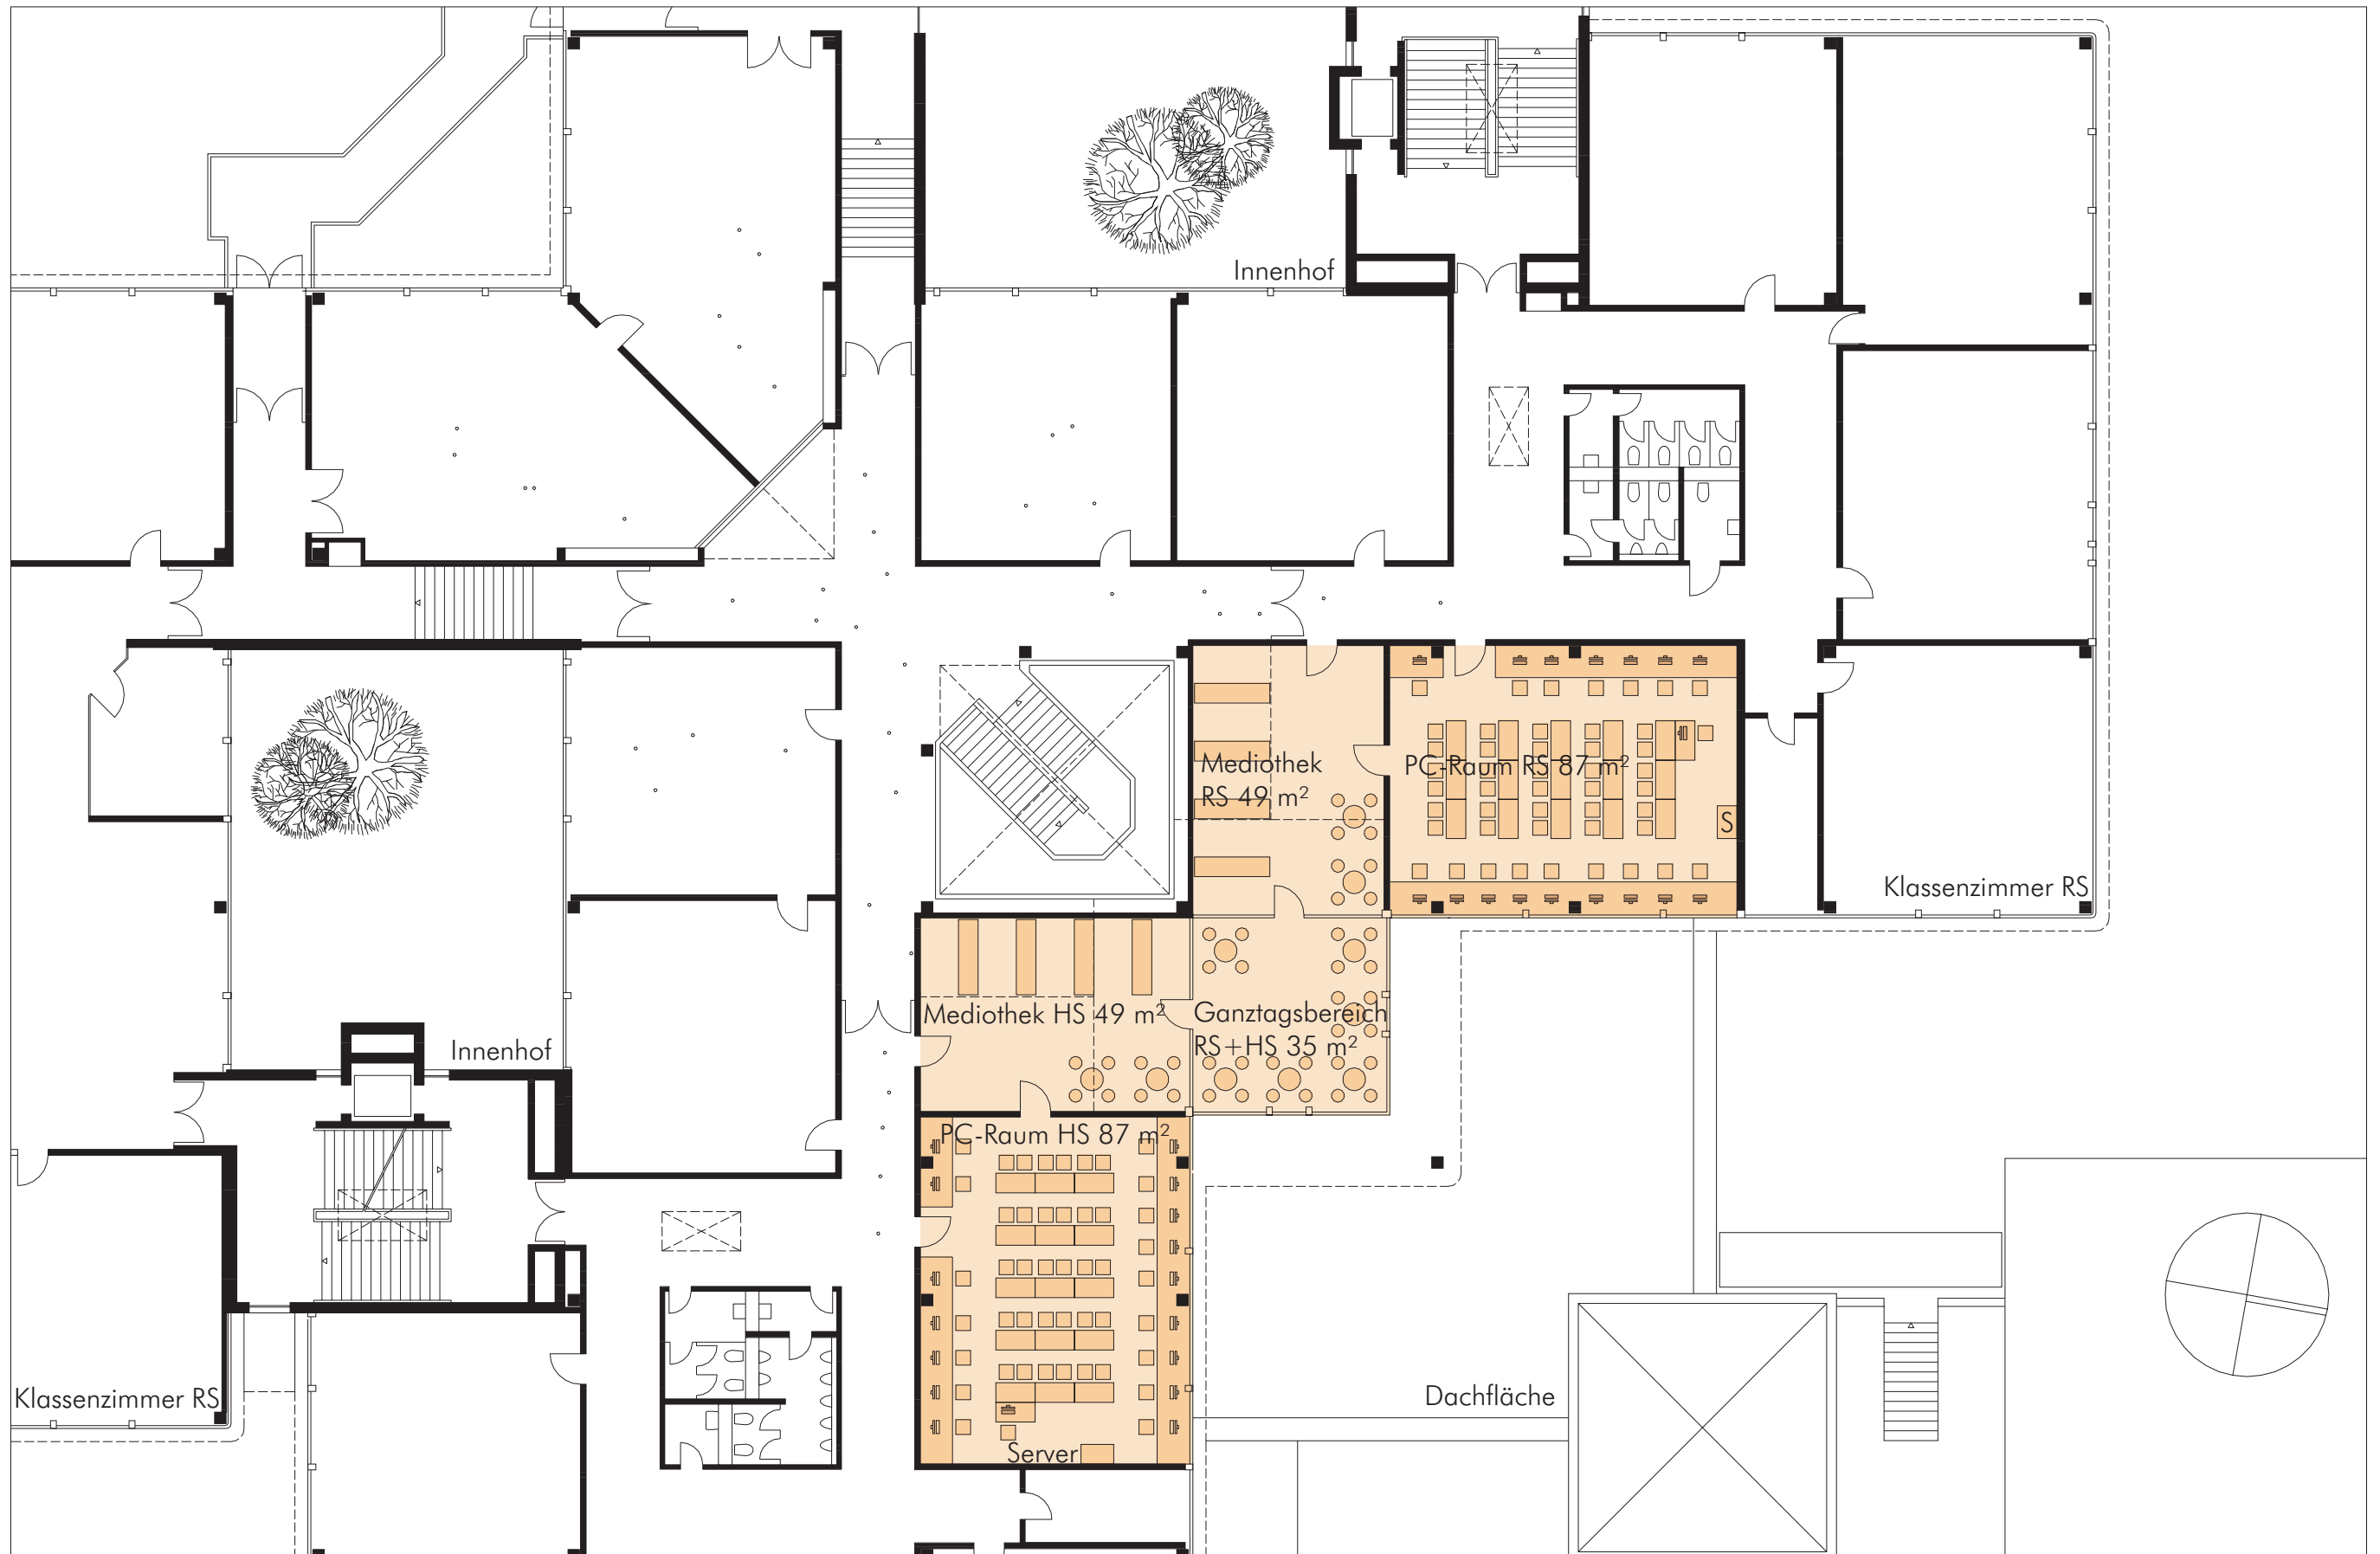 Innenhof
Mediothek
RS 49 m²
PC-Raum RS 87 m²
S
Klassenzimmer RS
Mediothek HS 49 m²
Ganztagsbereich
RS+HS 35 m²
Innenhof
PC-Raum HS 87 m²
Klassenzimmer RS
Dachfläche
Server